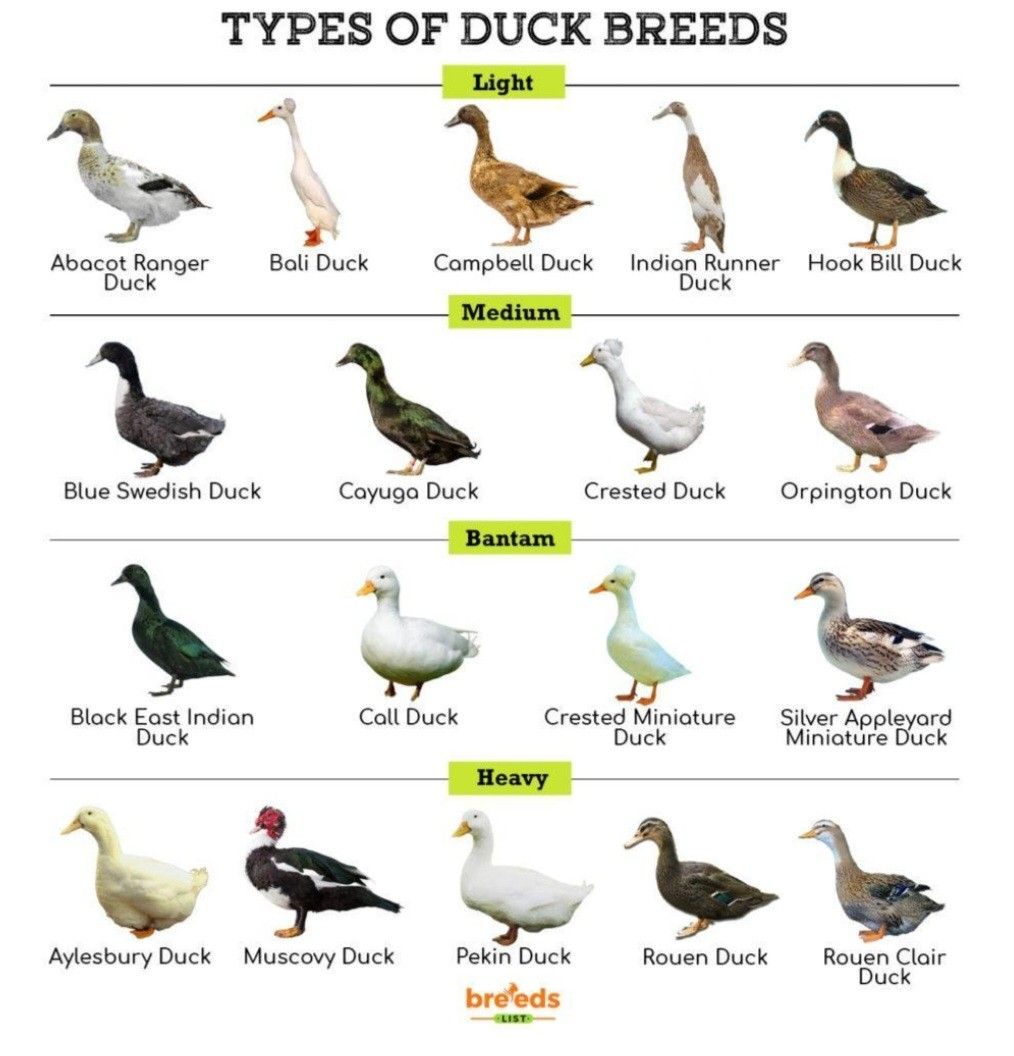 TYPES OF DUCK BREEDS
Light
Abacot Ranger
Duck
Bali Duck
Campbell Duck
Indian Runner
Duck
Hook Bill Duck
Medium
Blue Swedish Duck
Cayuga Duck
Crested Duck
Orpington Duck
Bantam
Black East Indian
Duck
Call Duck
Crested Miniature
Duck
Silver Appleyard
Miniature Duck
Heavy
Aylesbury Duck
Muscovy Duck
Pekin Duck
Rouen Duck
Rouen Clair
Duck
breeds
LIST